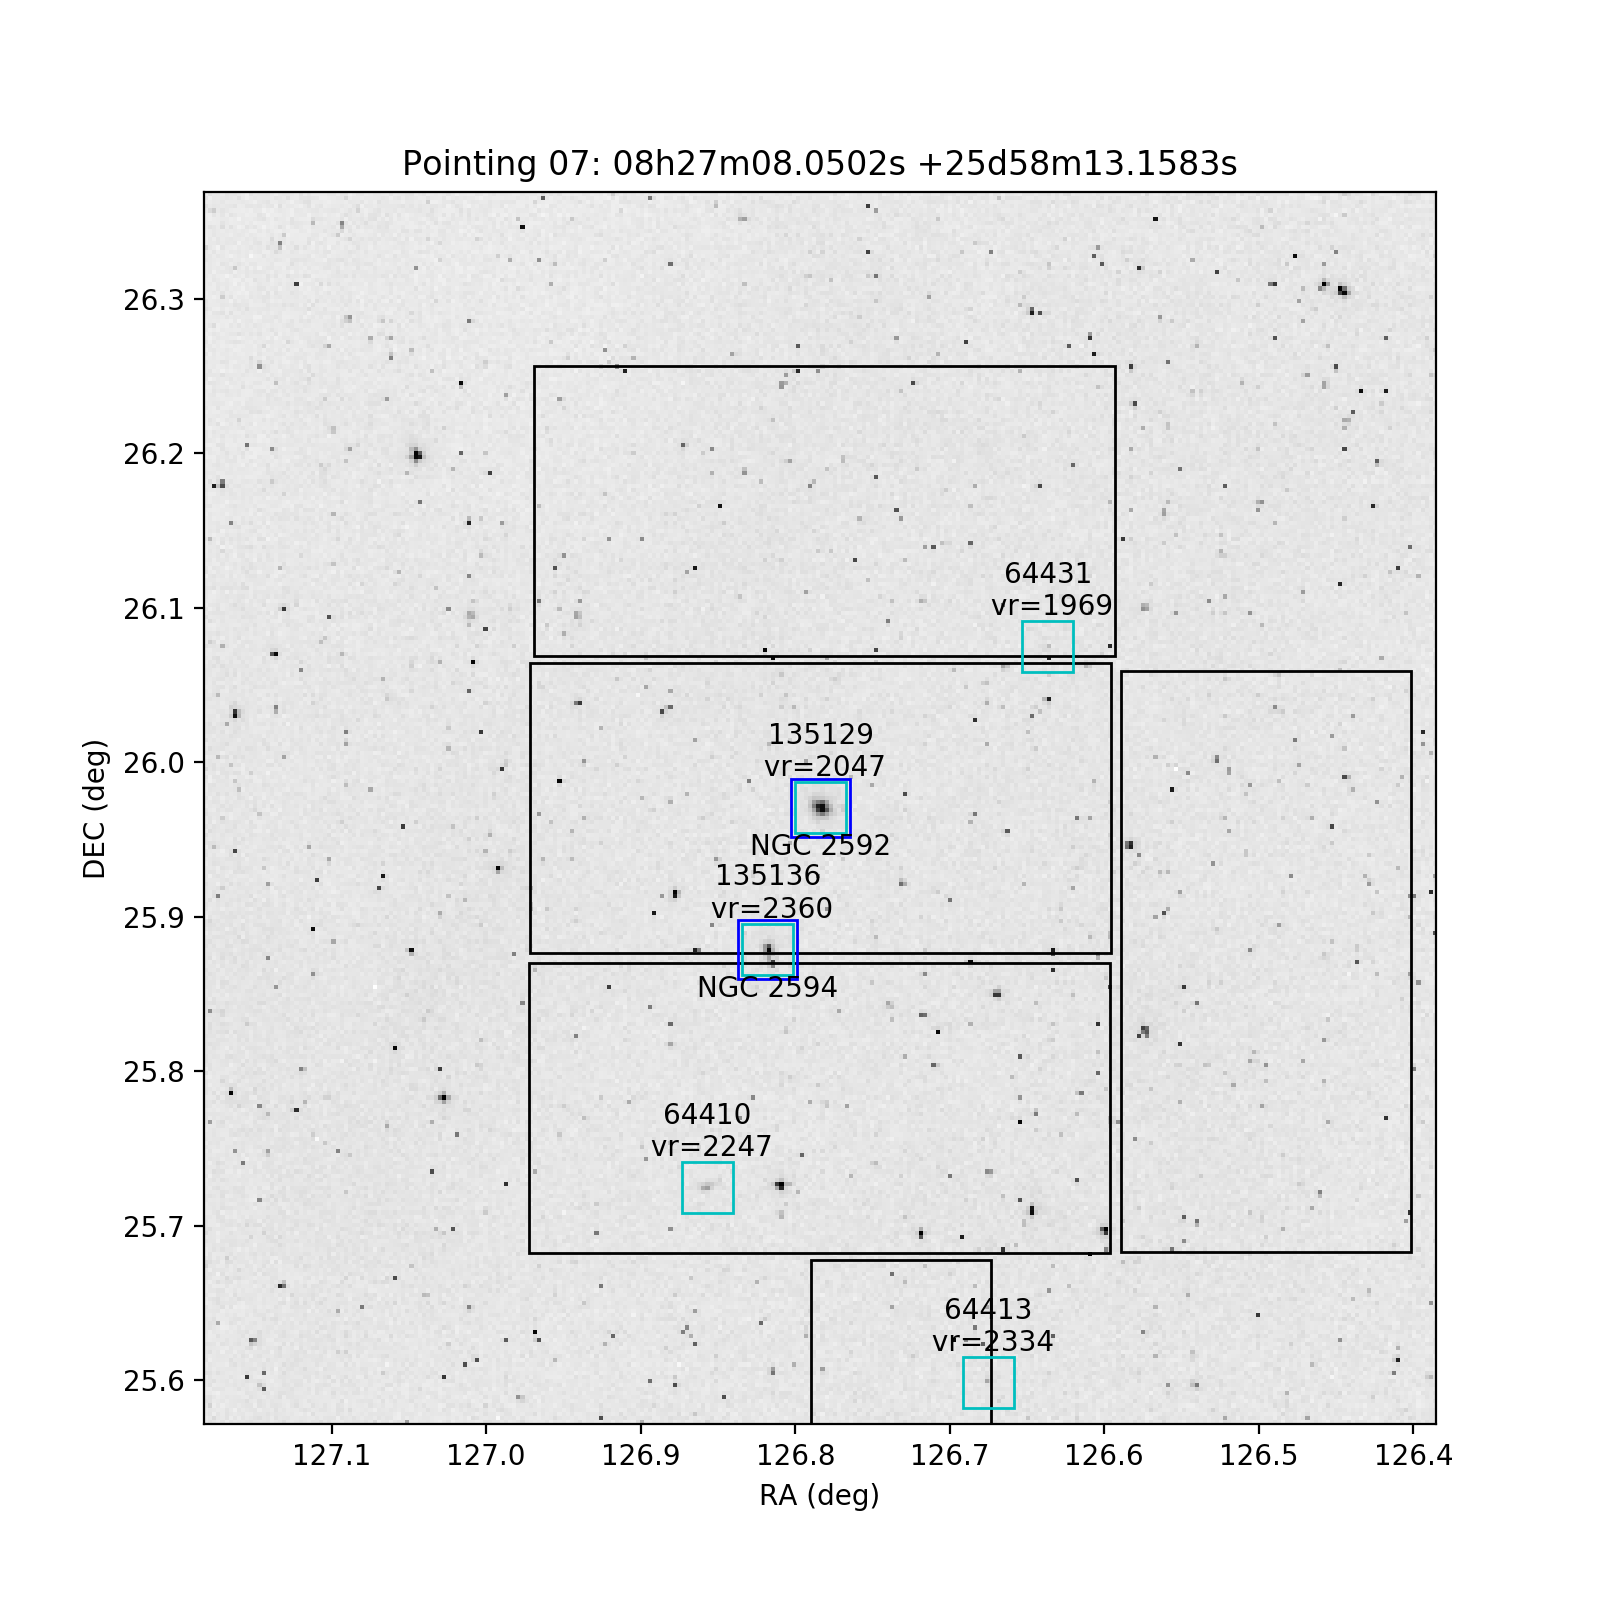 Pointing 07: 08h27m08.0502s +25d58m13.1583s
26.3
26.2
26.1
26.0
25.9
25.8
25.7
25.6
DEC (deg)
64431
vr=1969
135129
vr=2047
NGC 2592
135136
vr=2360
NGC 2594
64410
vr=2247
64413
vr=2334
127.1 127.0 126.9 126.8 126.7 126.6 126.5 126.4
RA (deg)